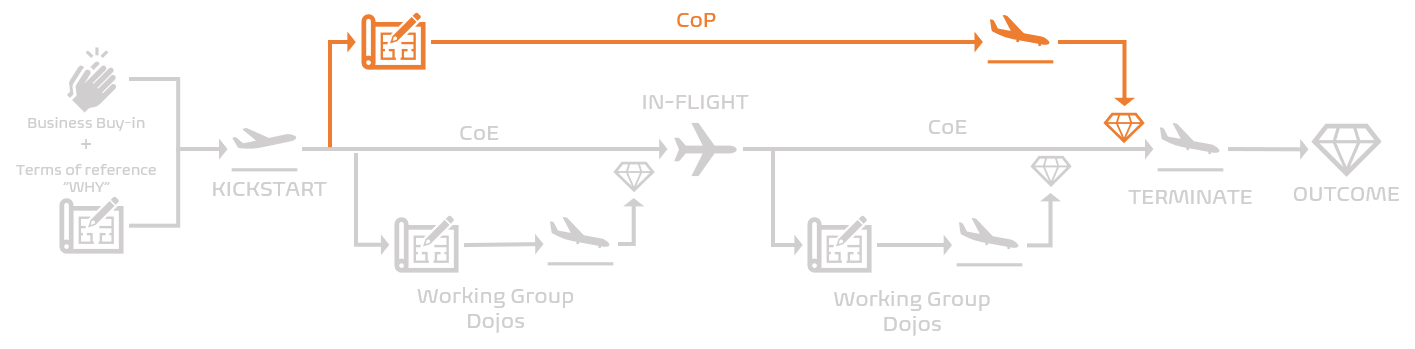 CoP
Business Buy-in
+
Terms of reference
"WHY"
KICKSTART
CoE
IN-FLIGHT
CoE
TERMINATE
OUTCOME
Working Group
Dojos
Working Group
Dojos